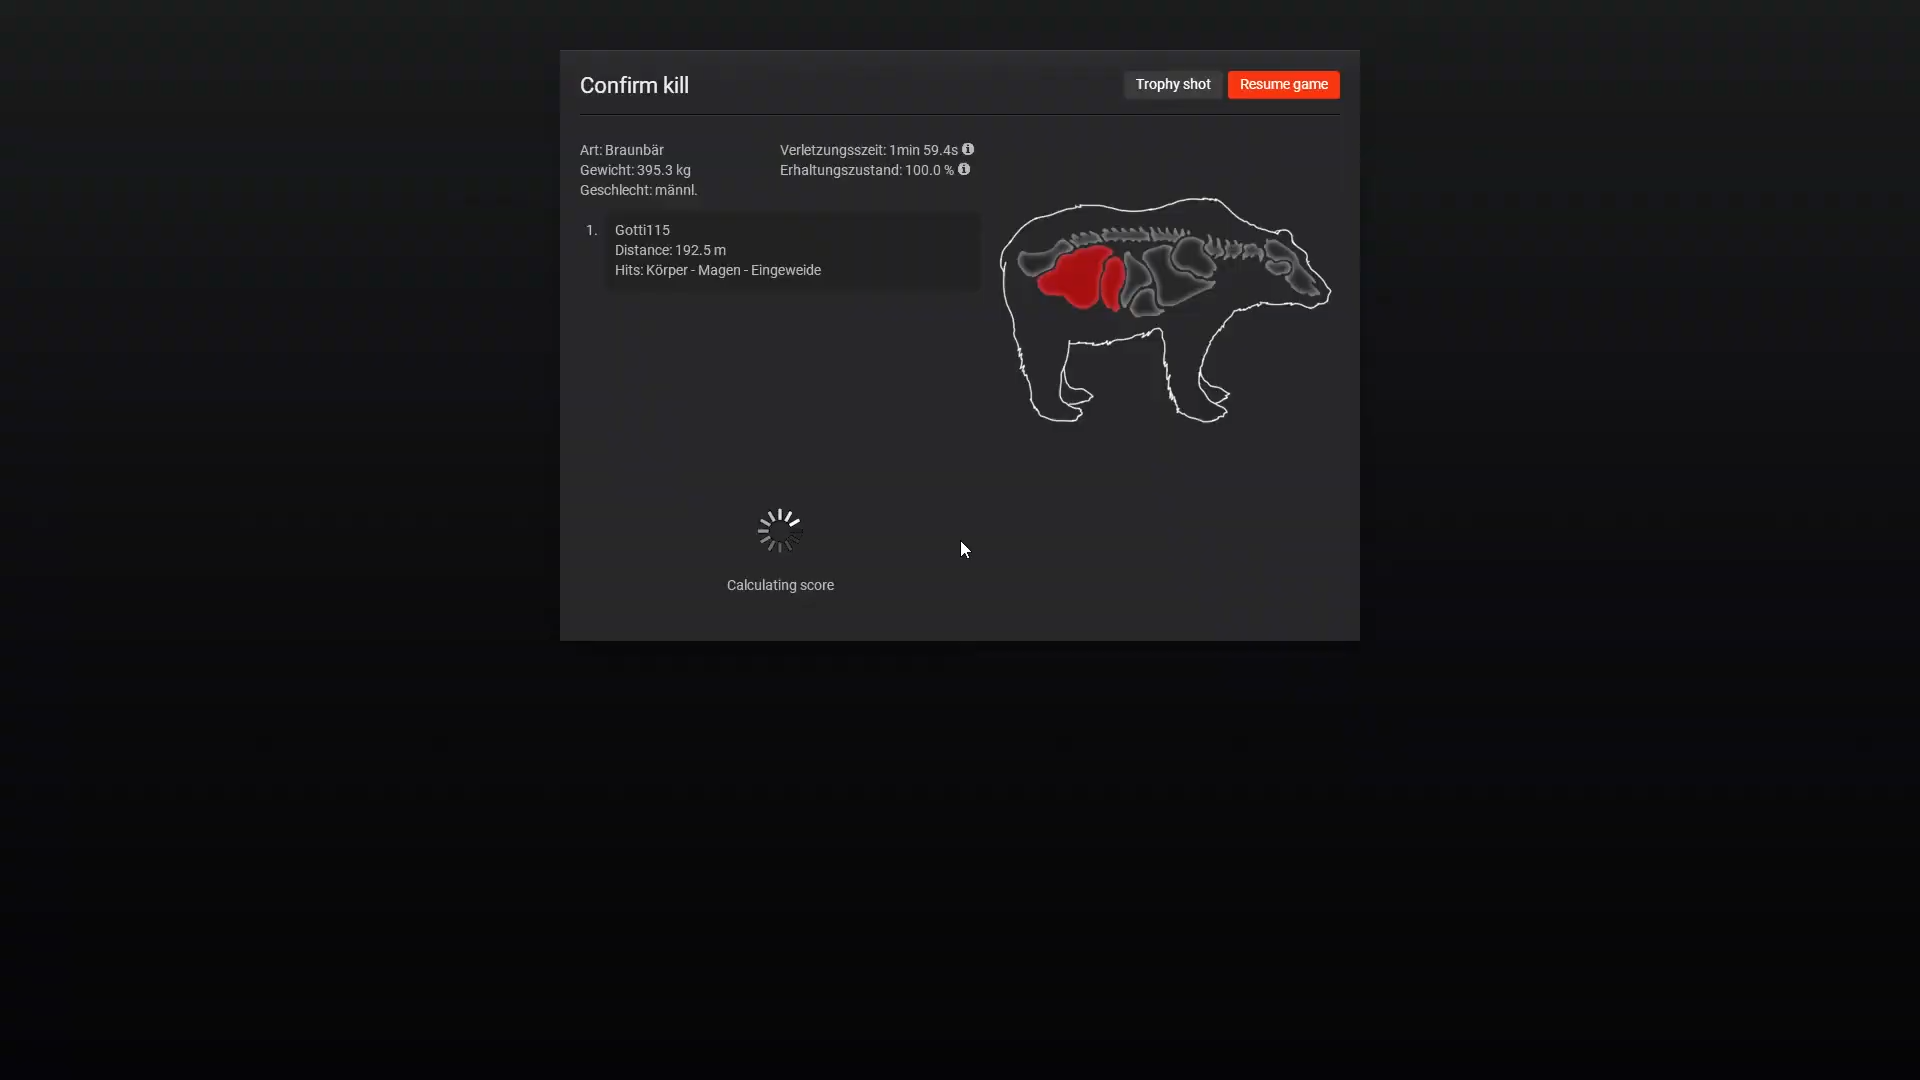 Confirm kill
Trophy shot
Resume game
Art: Braunbär
Gewicht: 395.3 kg
Geschlecht: männl.
Verletzungsszeit: 1min 59.4s
Erhaltungszustand: 100.0 %
1.
Gotti115
Distance: 192.5 m
Hits: Körper - Magen - Eingeweide
Calculating score